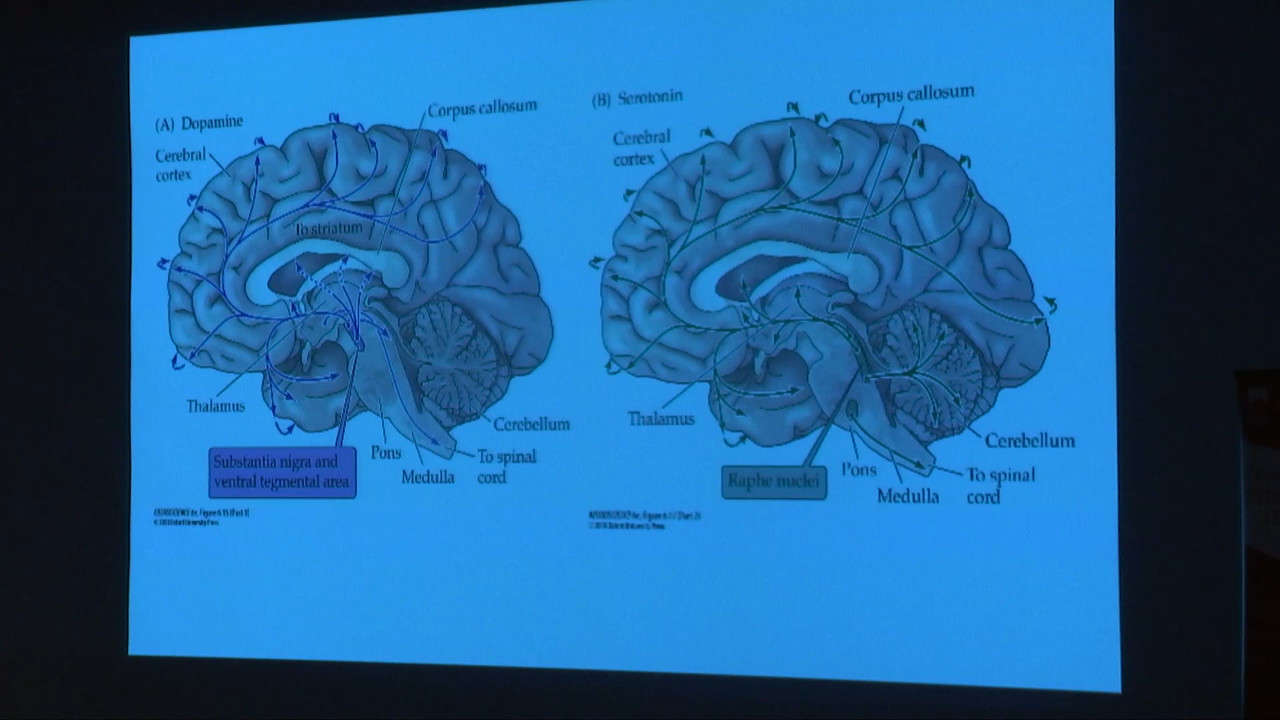 (A) Dopamine
Corpus callosum
Cerebral
cortex
To striatum
Thalamus
Substantia nigra and
ventral tegmental area
Pons
Medulla
Cerebellum
To spinal
cord
(B) Serotonin
Corpus callosum
Cerebral
cortex
Thalamus
Raphe nuclei
Pons
Medulla
Cerebellum
To spinal
cord